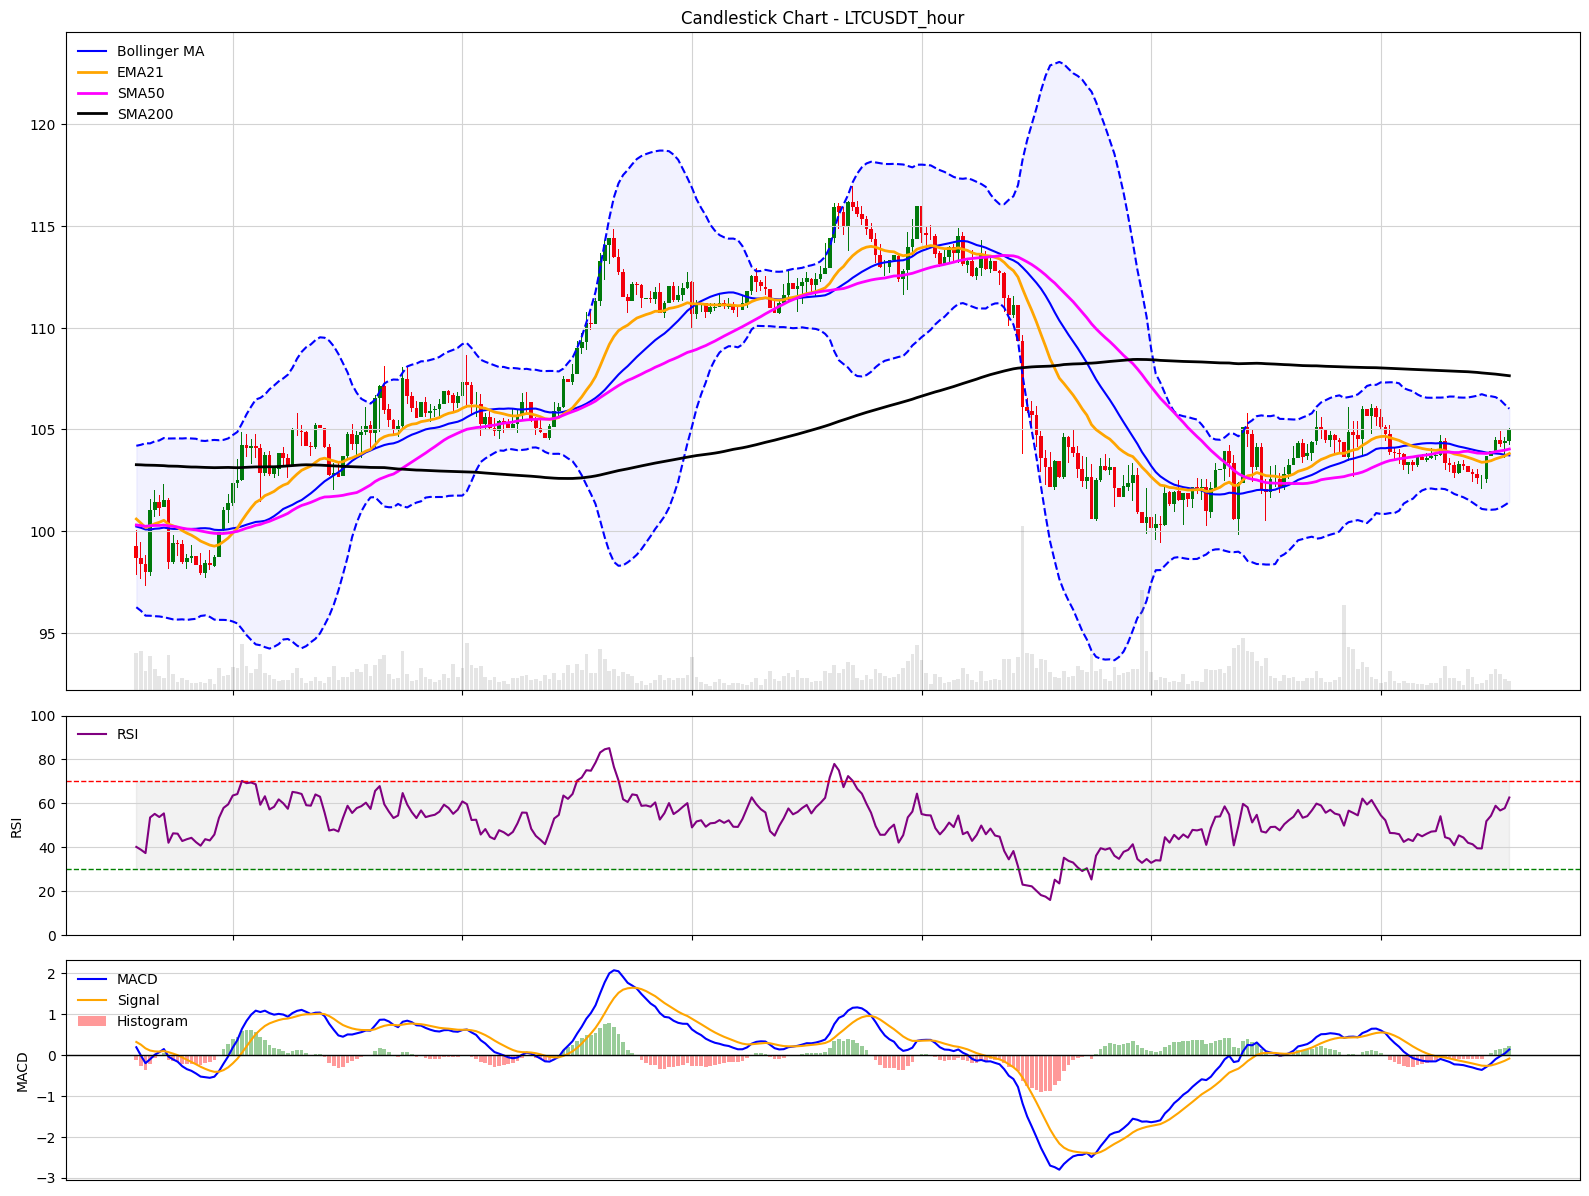 Candlestick Chart - LTCUSDT_hour
Bollinger MA
EMA21
SMA50
SMA200
120
115
110
105
100
95
100
RSI
80
60
40
20
0
RSI
MACD
Signal
Histogram
2
1
0
−1
−2
−3
MACD